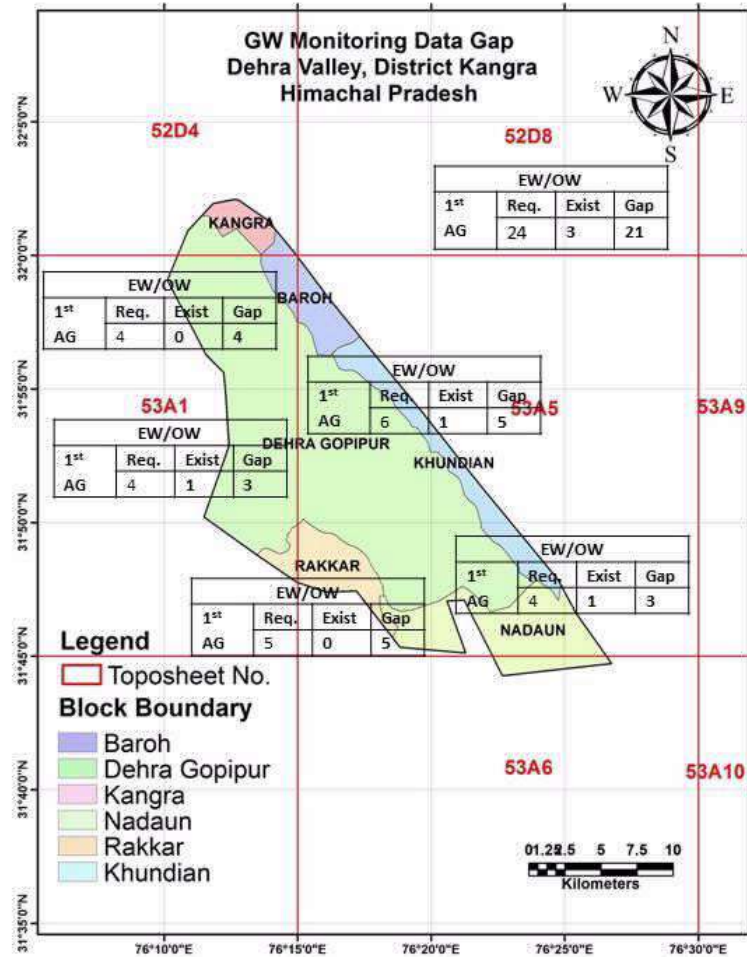 GW Monitoring Data Gap
Dehra Valley, District Kangra
Himachal Pradesh
N
W E
S
52D4
52D8
EW/OW
1st Req. Exist Gap
AG 24 3 21
KANGRA
EW/OW
1st Req. Exist Gap
AG 4 0 4
BAROH
EW/OW
1st Req. Exist Gap
AG 6 1 5
53A1
53A5
53A9
EW/OW
1st Req. Exist Gap
AG 4 1 3
DEHRA GOPIPUR
KHUNDIAN
EW/OW
1st Req. Exist Gap
AG 4 1 3
RAKKAR
EW/OW
1st Req. Exist Gap
AG 5 0 5
NADAUN
Legend
Toposheet No.
Block Boundary
Baroh
Dehra Gopipur
Kangra
Nadaun
Rakkar
Khundian
53A6
53A10
0 1.25 2.5 5 7.5 10
Kilometers
32°5'0"N
32°0'0"N
31°55'0"N
31°50'0"N
31°45'0"N
31°40'0"N
31°35'0"N
76°10'0"E 76°15'0"E 76°20'0"E 76°25'0"E 76°30'0"E